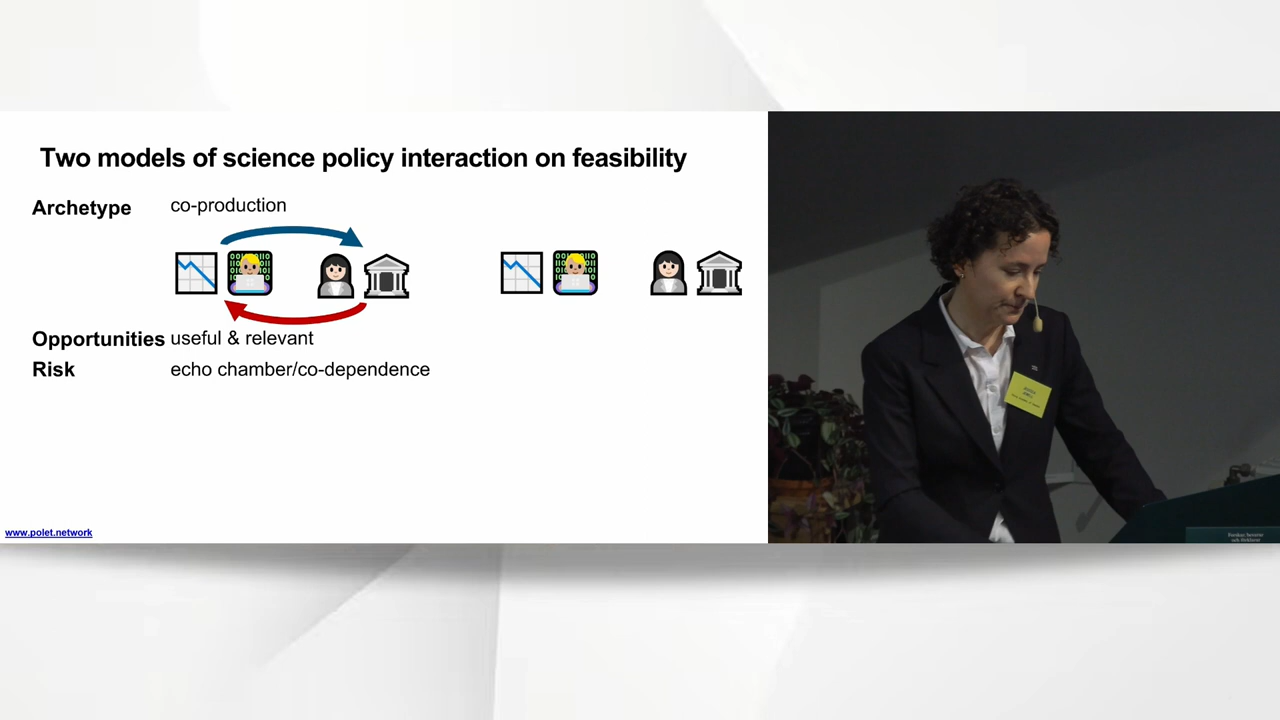 Two models of science policy interaction on feasibility
Archetype
co-production
Opportunities
useful & relevant
Risk
echo chamber/co-dependence
www.polet.network